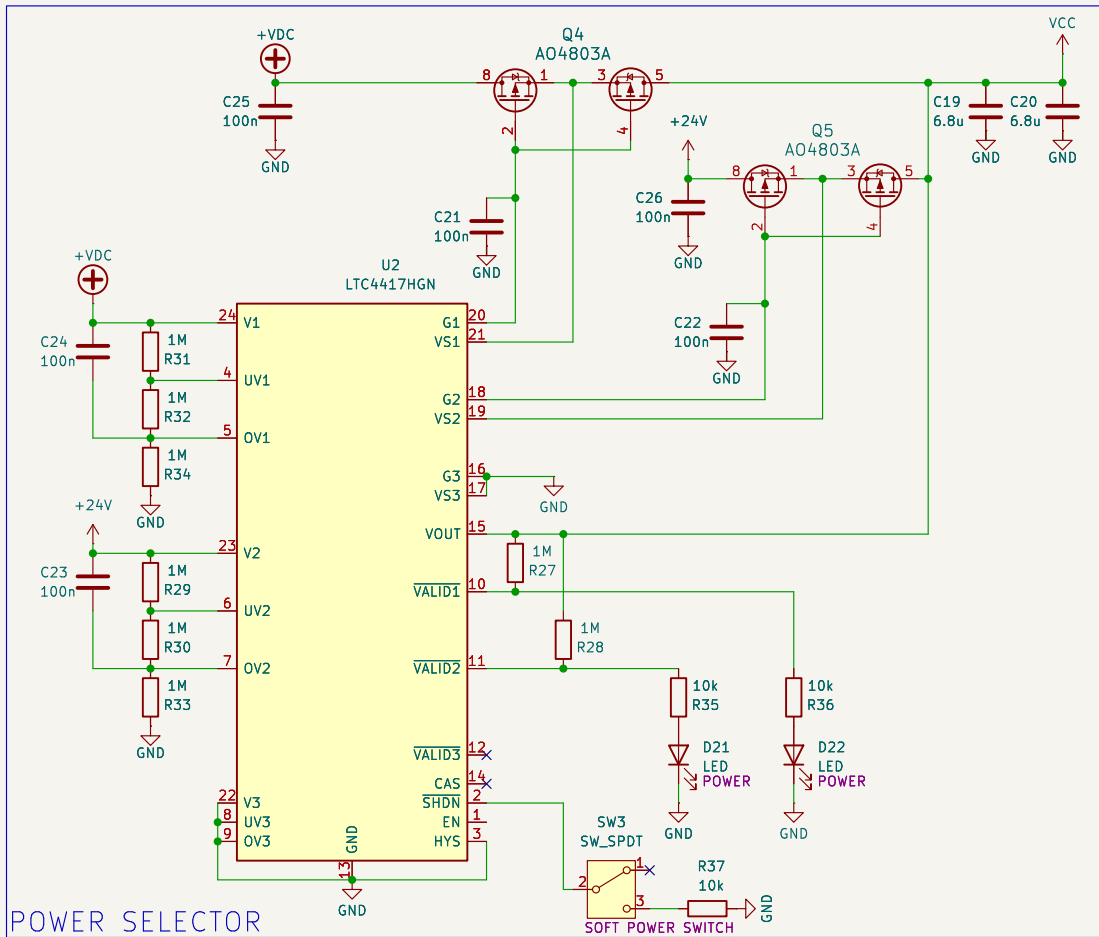 +VDC
Q4
AO4803A
VCC
8
1
3
5
C25
100n
2
4
GND
C19
6.8u
C20
6.8u
GND
GND
+24V
Q5
AO4803A
8
1
3
5
C26
100n
2
4
GND
C21
100n
GND
+VDC
U2
LTC4417HGN
C24
100n
1M
R31
1M
R32
1M
R34
GND
24
V1
4
UV1
5
OV1
G1
20
VS1
21
C22
100n
GND
G2
18
VS2
19
G3
16
VS3
17
GND
+24V
C23
100n
1M
R29
1M
R30
1M
R33
GND
23
V2
6
UV2
7
OV2
VOUT
15
1M
R27
VALID1
10
1M
R28
VALID2
11
10k
R35
10k
R36
D21
LED
POWER
D22
LED
POWER
GND
GND
VALID3
12
CAS
14
22
V3
SHDN
2
8
UV3
EN
1
9
OV3
HYS
3
GND
13
GND
SW3
SW_SPDT
1
2
3
R37
10k
GND
SOFT POWER SWITCH
POWER SELECTOR